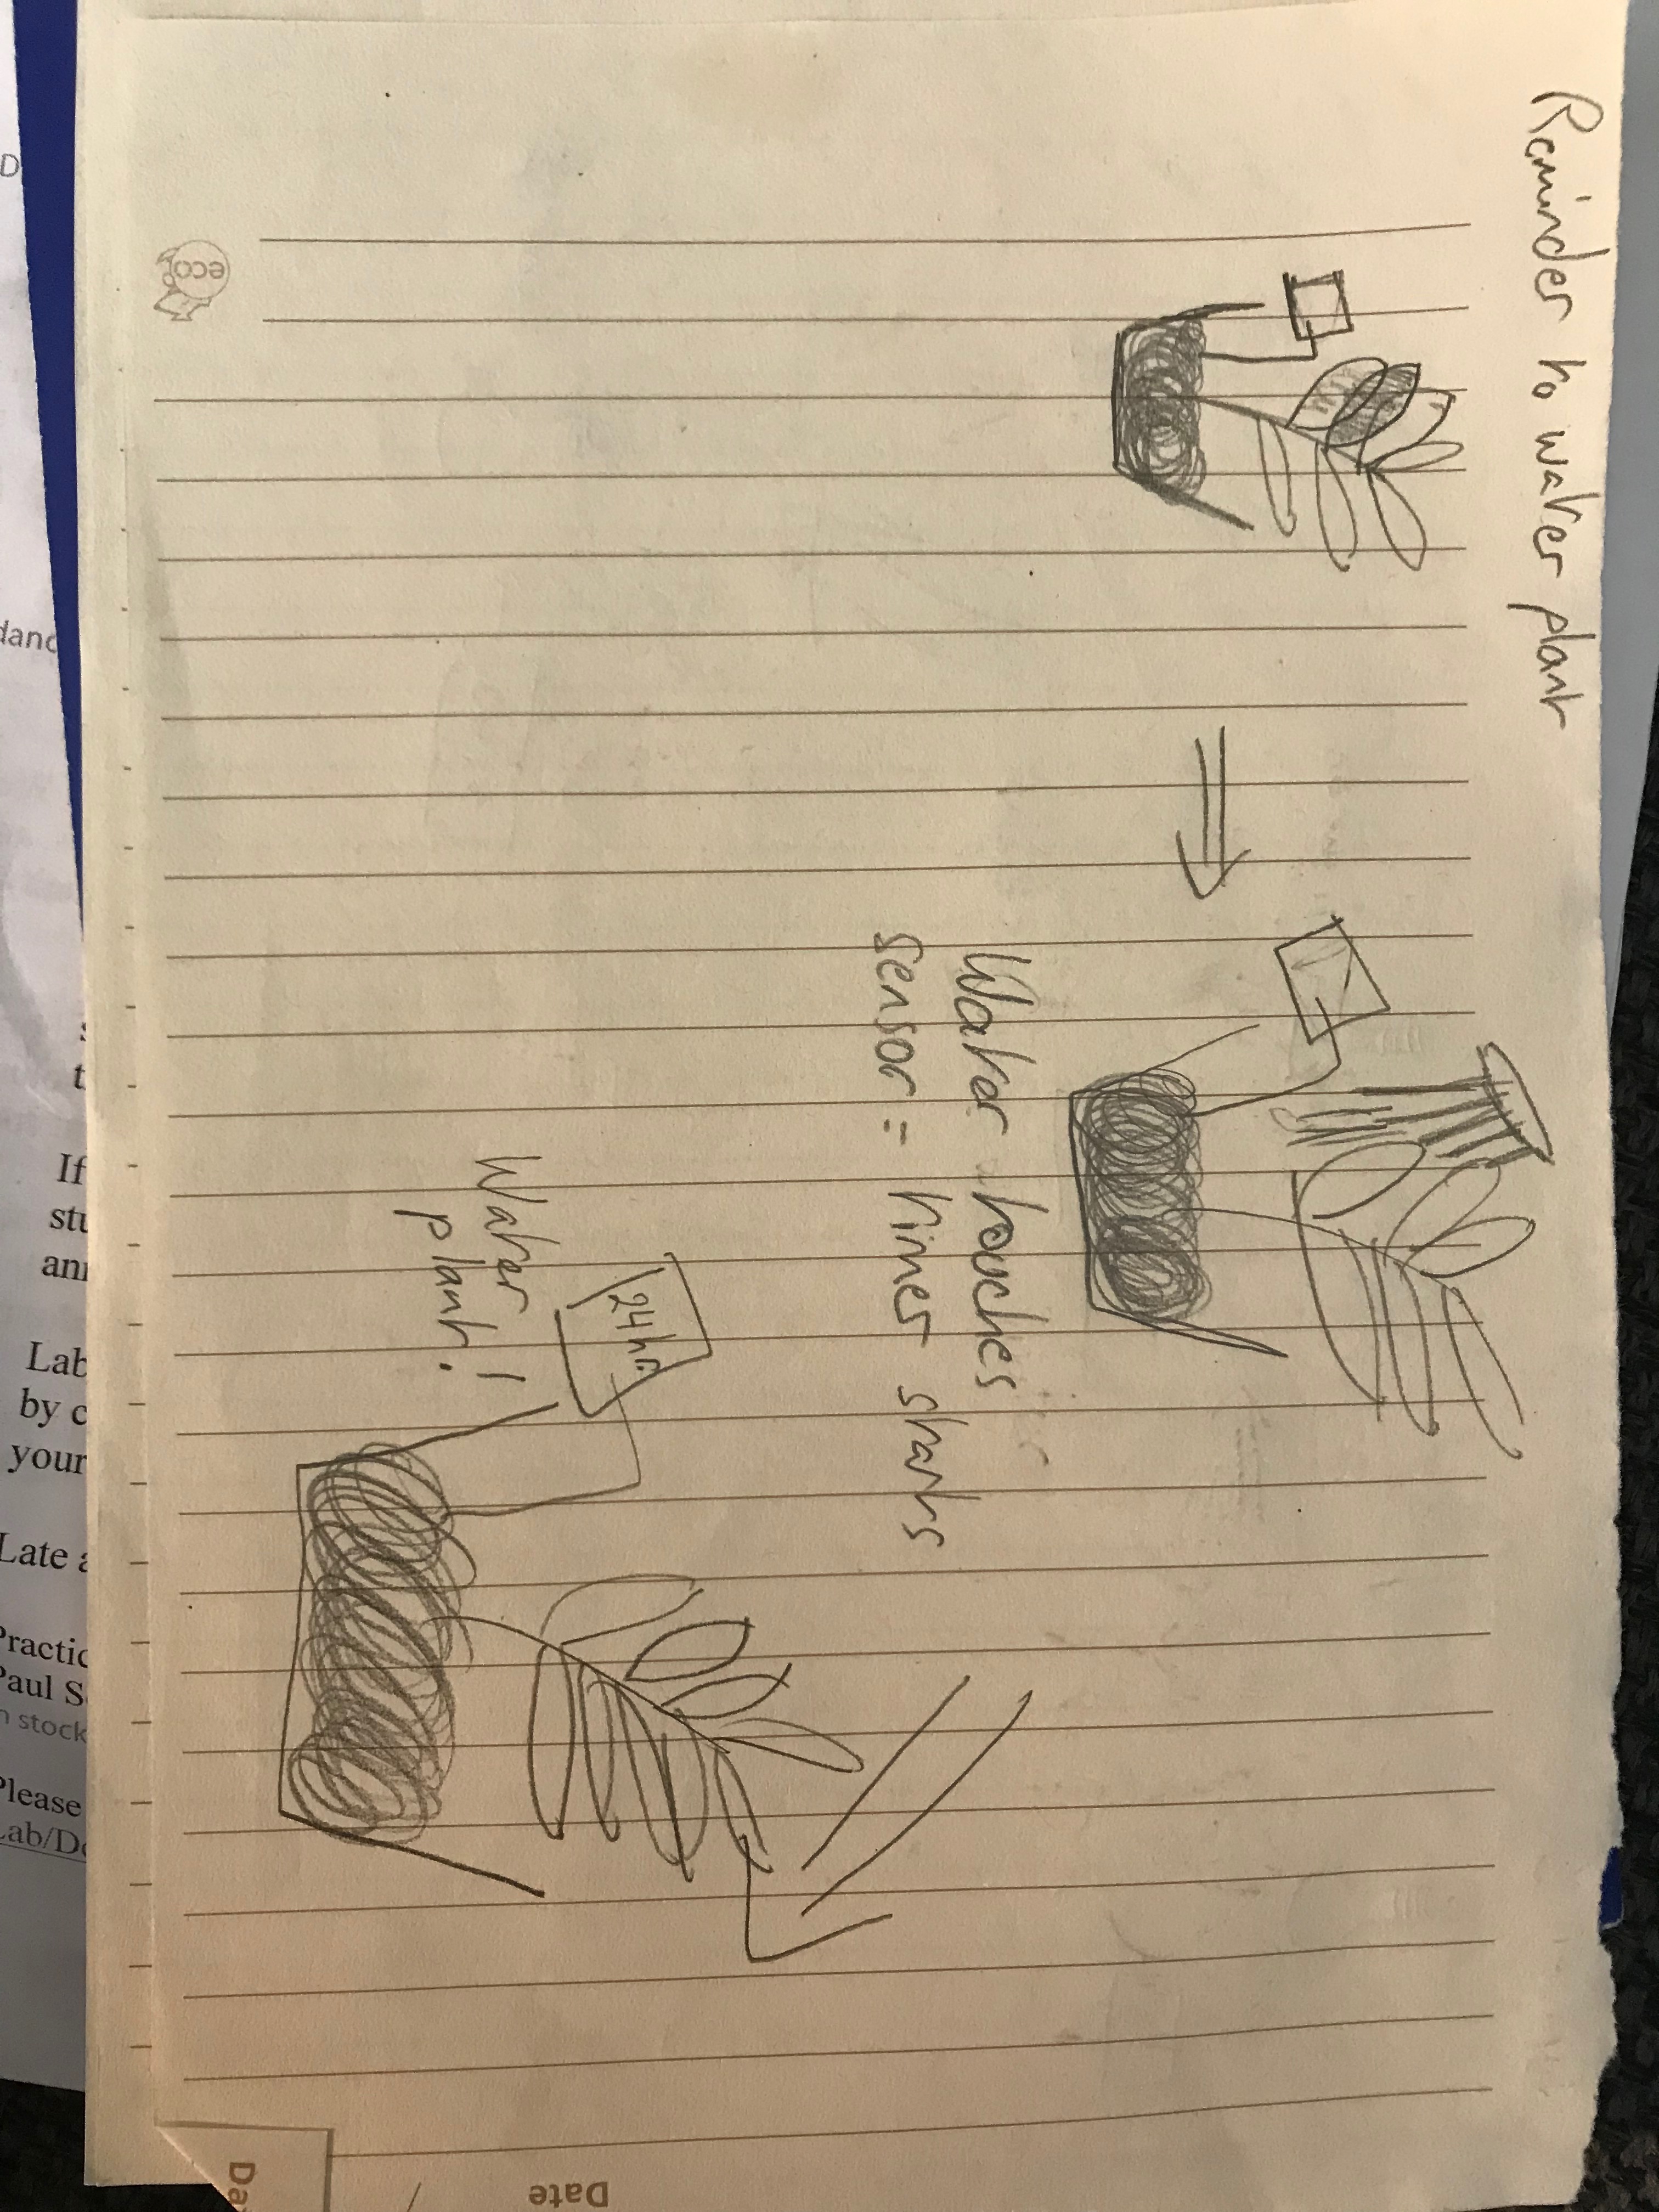 Reminder to water plant
Water touches
sensor = timer starts
24hr
Water
plant!
eco
Date
Da
D
danc
s
t
If
stu
ann
Lab
by c
your
Late a
Practic
Paul S
n stock
Please
Lab/De